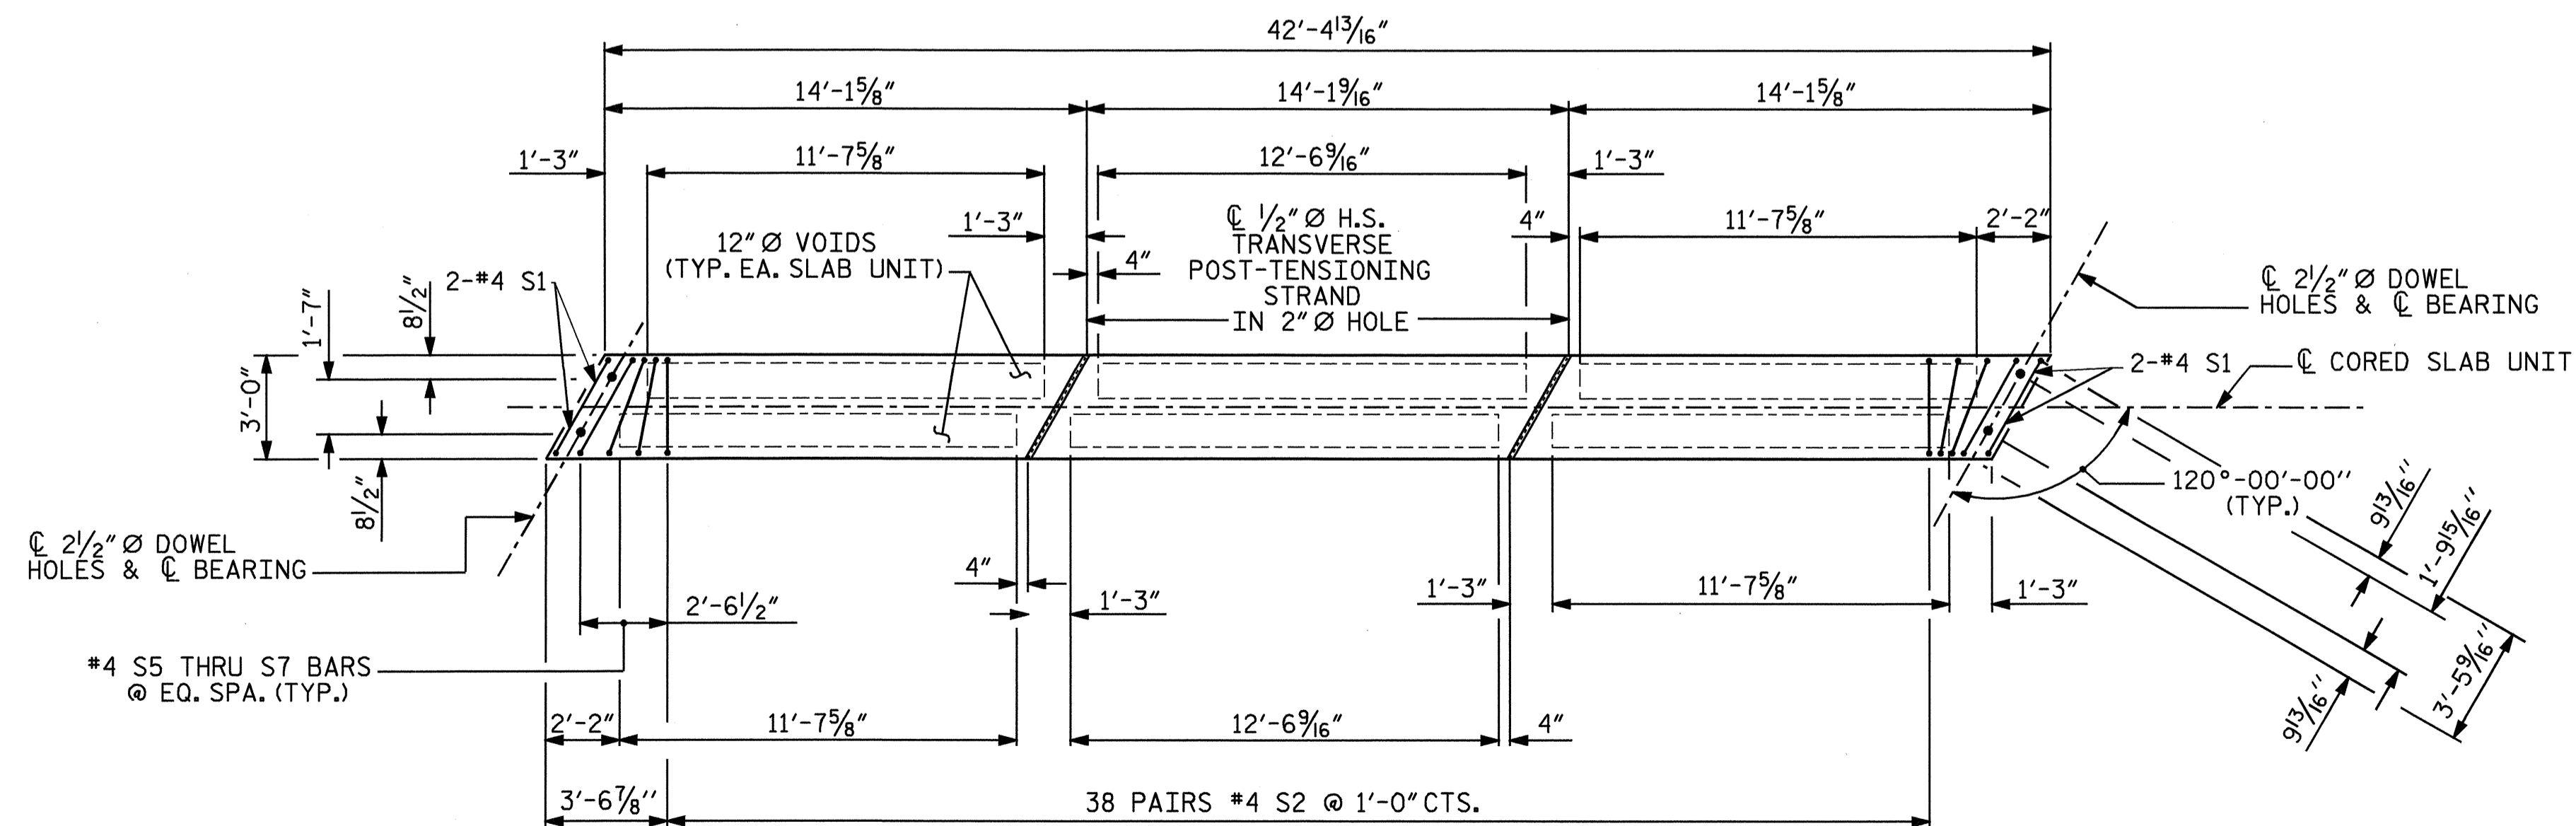 42'-4 13/16"
14'-1 5/8"
14'-1 9/16"
14'-1 5/8"
1'-3"
11'-7 5/8"
12'-6 9/16"
1'-3"
12" Ø VOIDS
(TYP. EA. SLAB UNIT)
1'-3"
4"
℄ 1/2" Ø H.S.
TRANSVERSE
POST-TENSIONING
STRAND
IN 2" Ø HOLE
4"
11'-7 5/8"
2'-2"
℄ 2 1/2" Ø DOWEL
HOLES & ℄ BEARING
1'-7"
8 1/2"
2-#4 S1
3'-0"
8 1/2"
2-#4 S1
℄ CORED SLAB UNIT
120°-00'-00"
(TYP.)
9 13/16"
1'-9 15/16"
3'-5 9/16"
9 13/16"
℄ 2 1/2" Ø DOWEL
HOLES & ℄ BEARING
4"
1'-3"
1'-3"
11'-7 5/8"
1'-3"
2'-6 1/2"
#4 S5 THRU S7 BARS
@ EQ. SPA. (TYP.)
2'-2"
11'-7 5/8"
12'-6 9/16"
4"
3'-6 7/8"
38 PAIRS #4 S2 @ 1'-0" CTS.